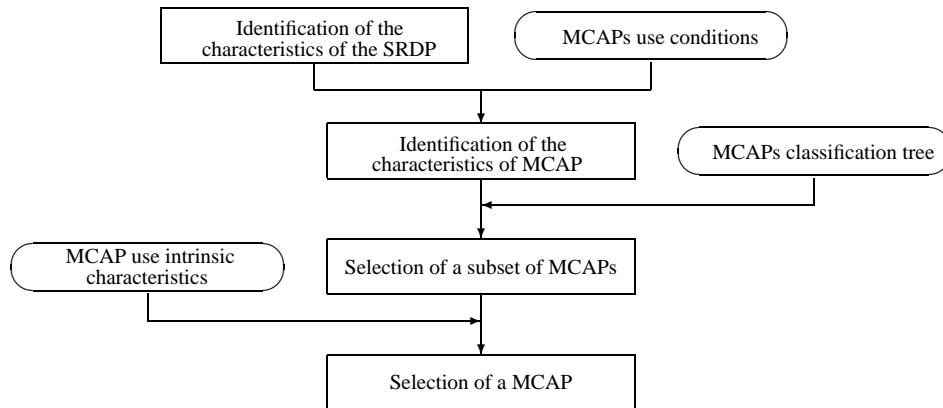 Identification of the
characteristics of the SRDP
MCAPs use conditions
Identification of the
characteristics of MCAP
MCAPs classification tree
MCAP use intrinsic
characteristics
Selection of a subset of MCAPs
Selection of a MCAP